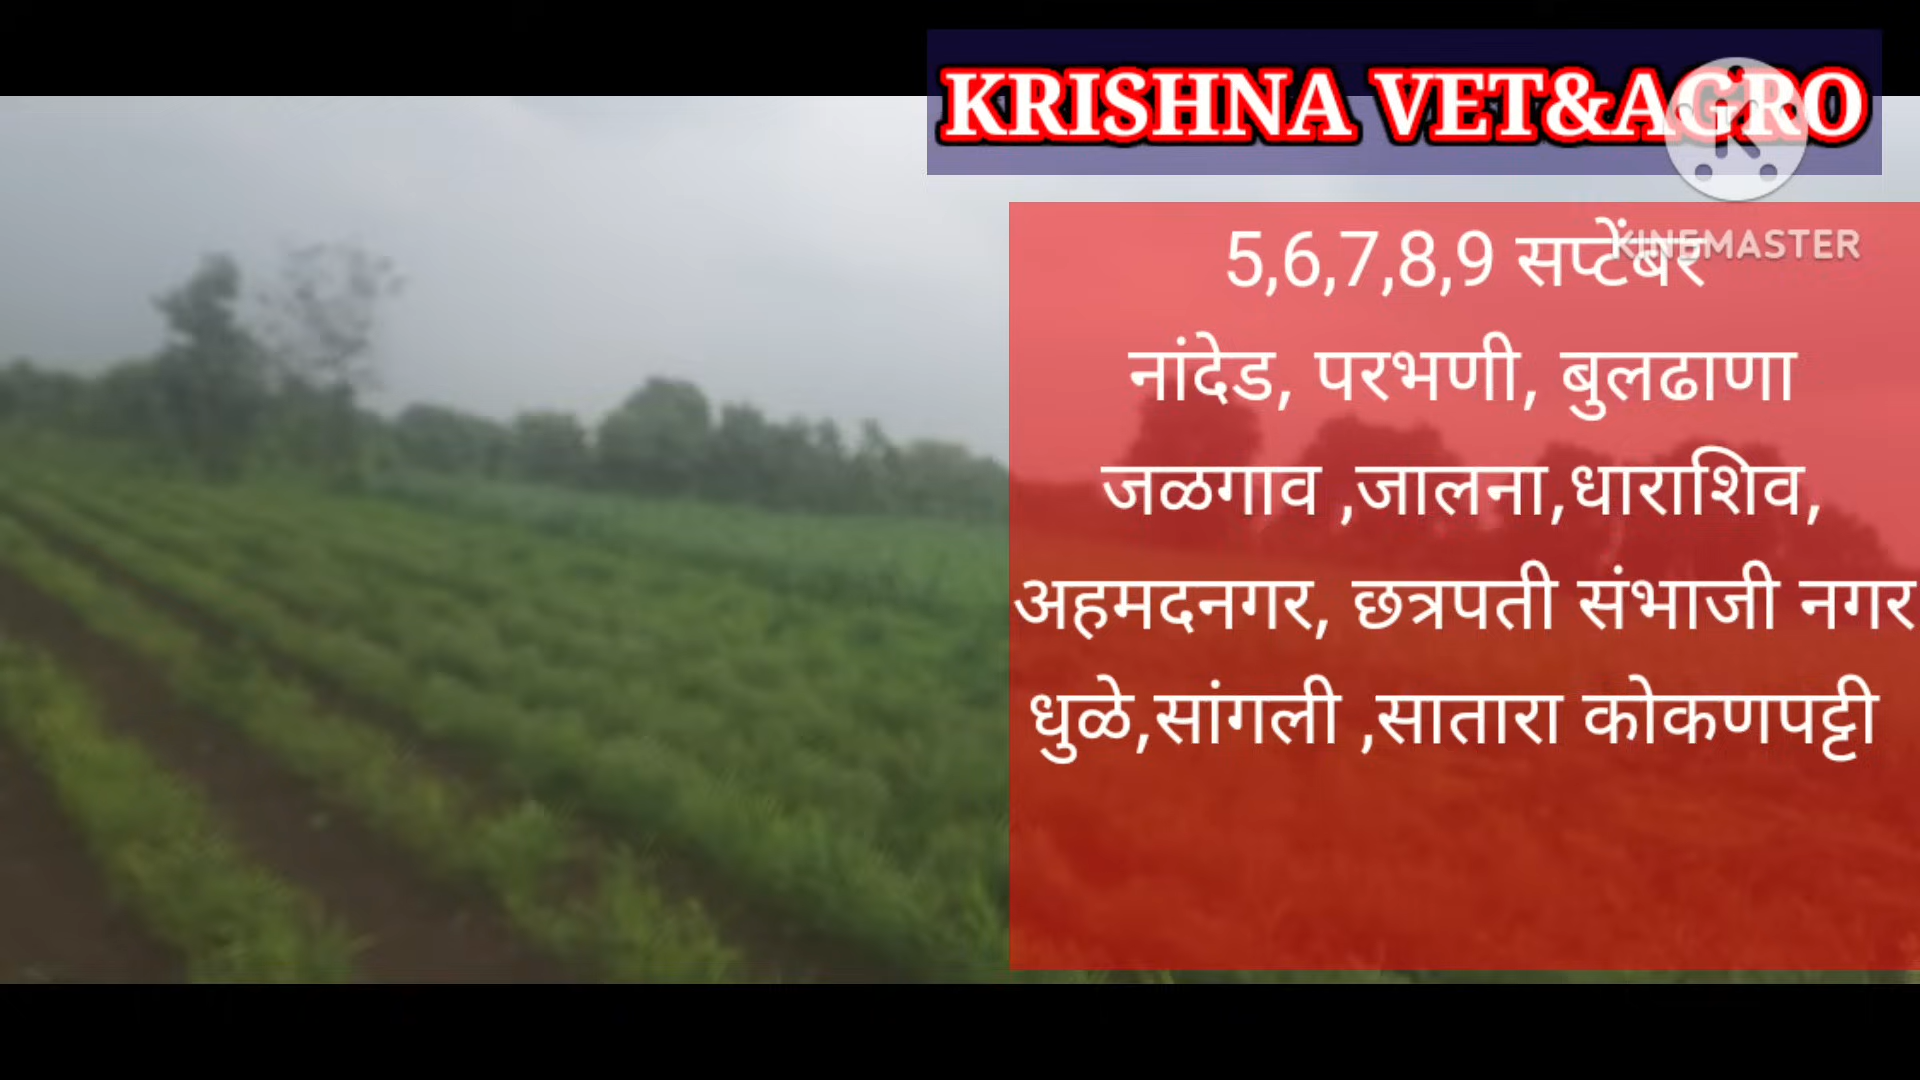 KRISHNA VET&AGRO
KINEMASTER
5,6,7,8,9 सप्टेंबर
नांदेड, परभणी, बुलढाणा
जळगाव ,जालना,धाराशिव,
अहमदनगर, छत्रपती संभाजी नगर
धुळे,सांगली ,सातारा कोकणपट्टी